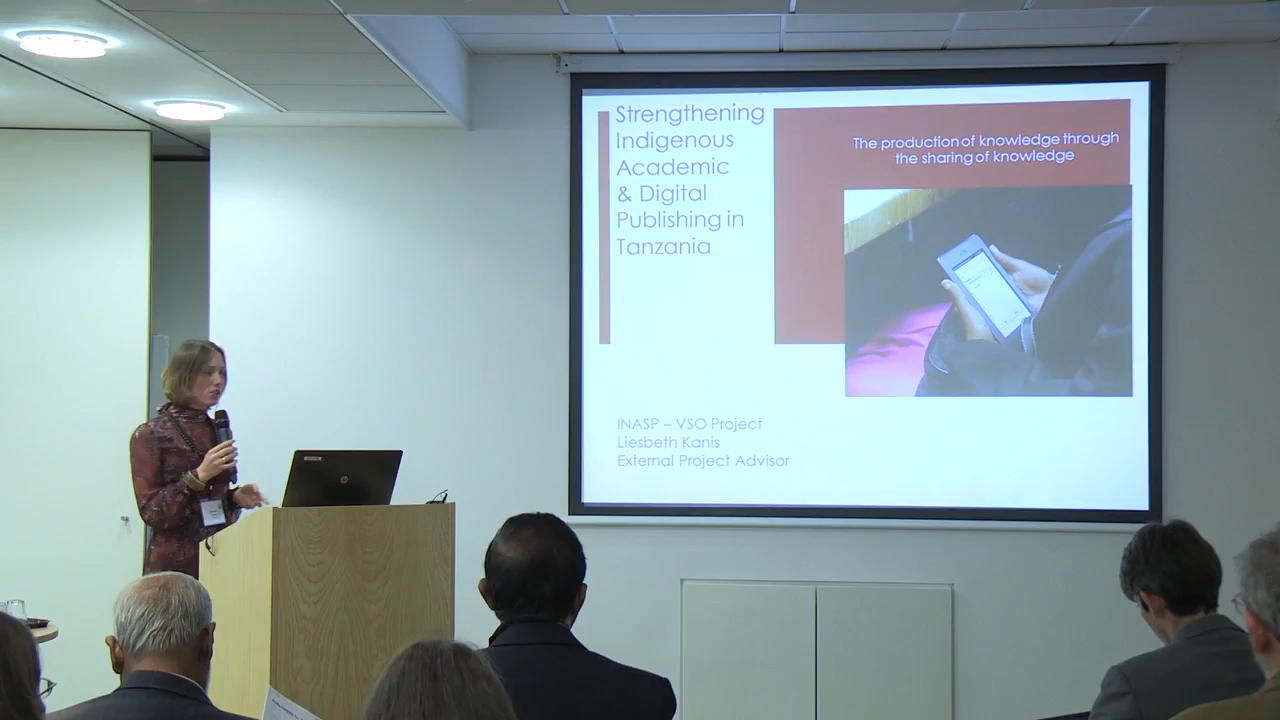 Strengthening
Indigenous
Academic
& Digital
Publishing in
Tanzania
The production of knowledge through
the sharing of knowledge
INASP – VSO Project
Liesbeth Kanis
External Project Advisor
hp